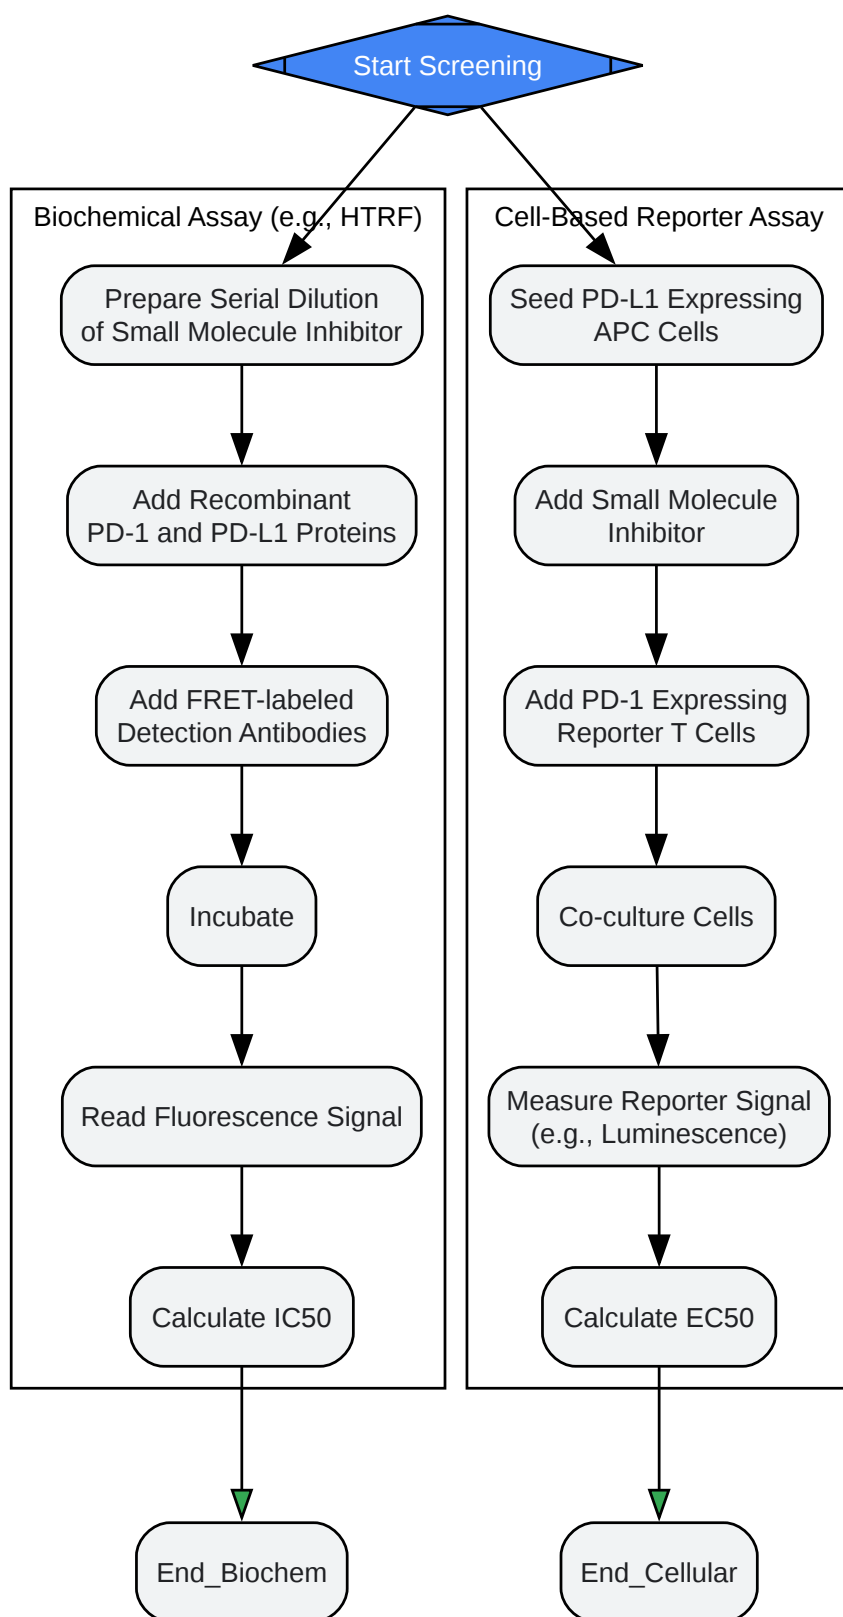 Start Screening
Biochemical Assay (e.g., HTRF)
Prepare Serial Dilution
of Small Molecule Inhibitor
Add Recombinant
PD-1 and PD-L1 Proteins
Add FRET-labeled
Detection Antibodies
Incubate
Read Fluorescence Signal
Calculate IC50
End_Biochem
Cell-Based Reporter Assay
Seed PD-L1 Expressing
APC Cells
Add Small Molecule
Inhibitor
Add PD-1 Expressing
Reporter T Cells
Co-culture Cells
Measure Reporter Signal
(e.g., Luminescence)
Calculate EC50
End_Cellular